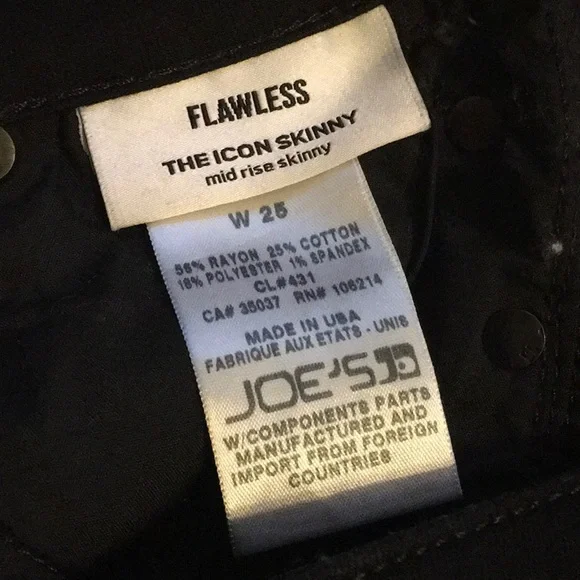 FLAWLESS
THE ICON SKINNY
mid rise skinny
W 25
56% RAYON 25% COTTON
18% POLYESTER 1% SPANDEX
CL#431
CA# 35037 RN# 106214
MADE IN USA
FABRIQUE AUX ETATS - UNIS
JOE'S
W/COMPONENTS PARTS
MANUFACTURED AND
IMPORT FROM FOREIGN
COUNTRIES